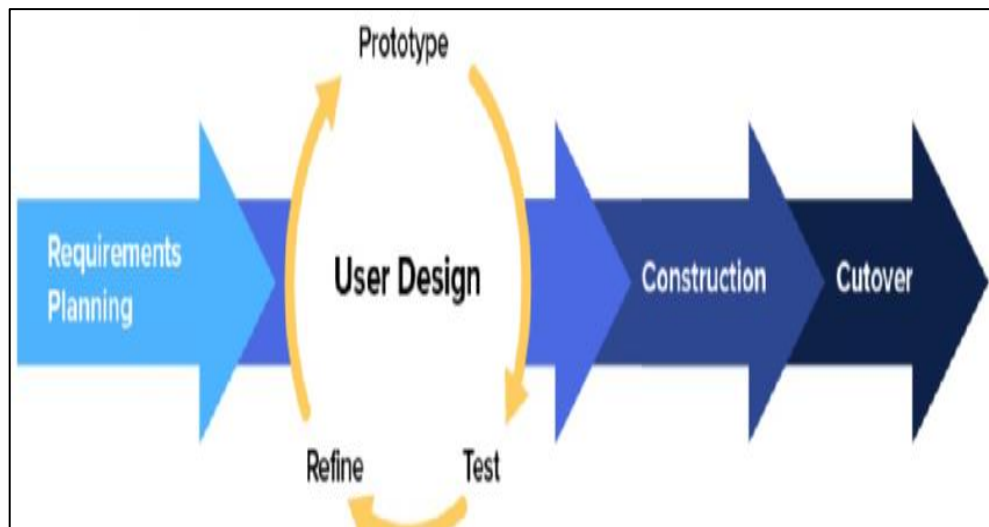 Prototype
Requirements
Planning
User Design
Construction
Cutover
Refine
Test